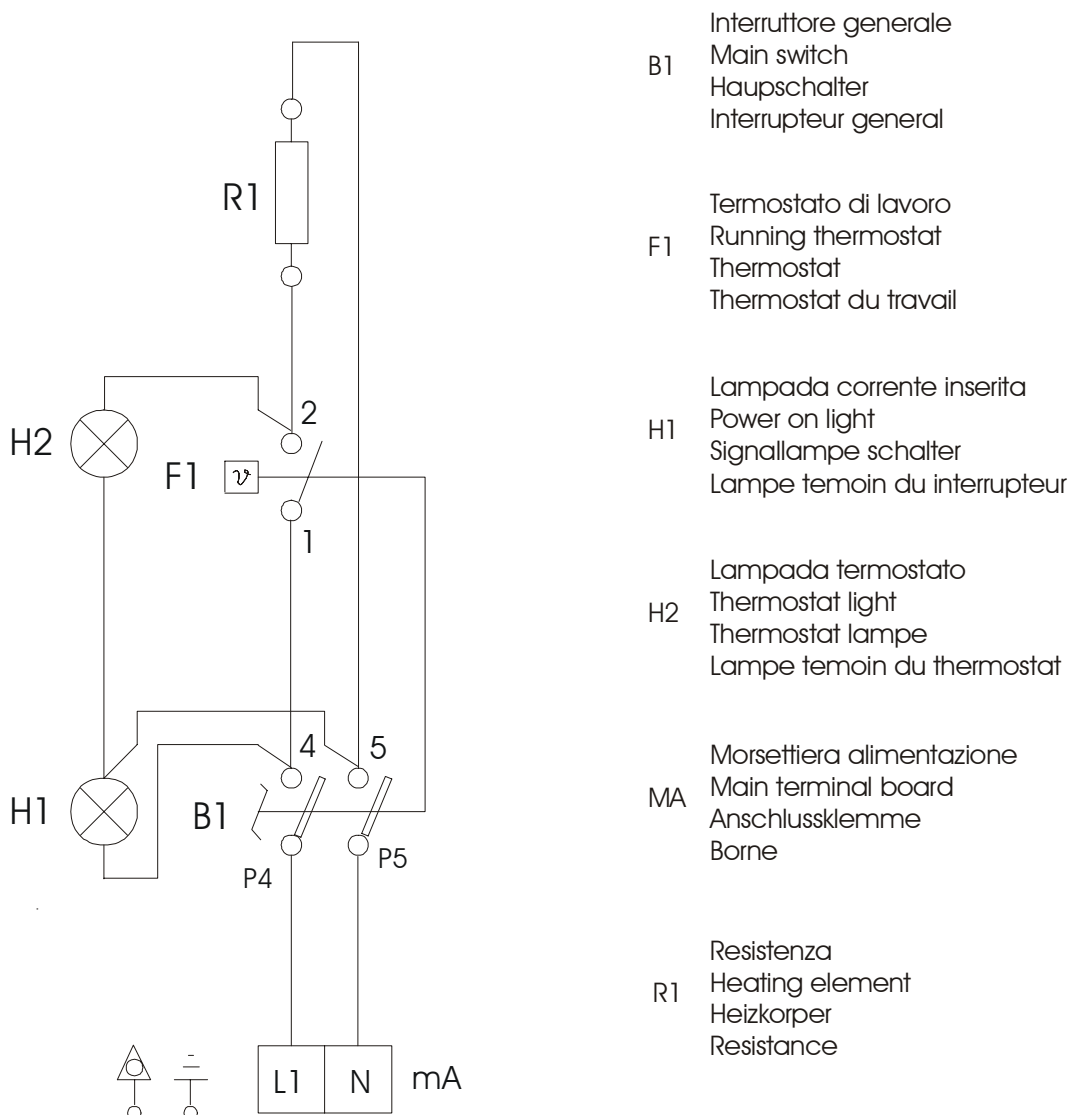 R1
H2
2
F1
ϑ
1
4
5
H1
B1
P4
P5
L1
N
mA
B1
Interruttore generale
Main switch
Haupschalter
Interrupteur general
F1
Termostato di lavoro
Running thermostat
Thermostat
Thermostat du travail
H1
Lampada corrente inserita
Power on light
Signallampe schalter
Lampe temoin du interrupteur
H2
Lampada termostato
Thermostat light
Thermostat lampe
Lampe temoin du thermostat
MA
Morsettiera alimentazione
Main terminal board
Anschlussklemme
Borne
R1
Resistenza
Heating element
Heizkorper
Resistance